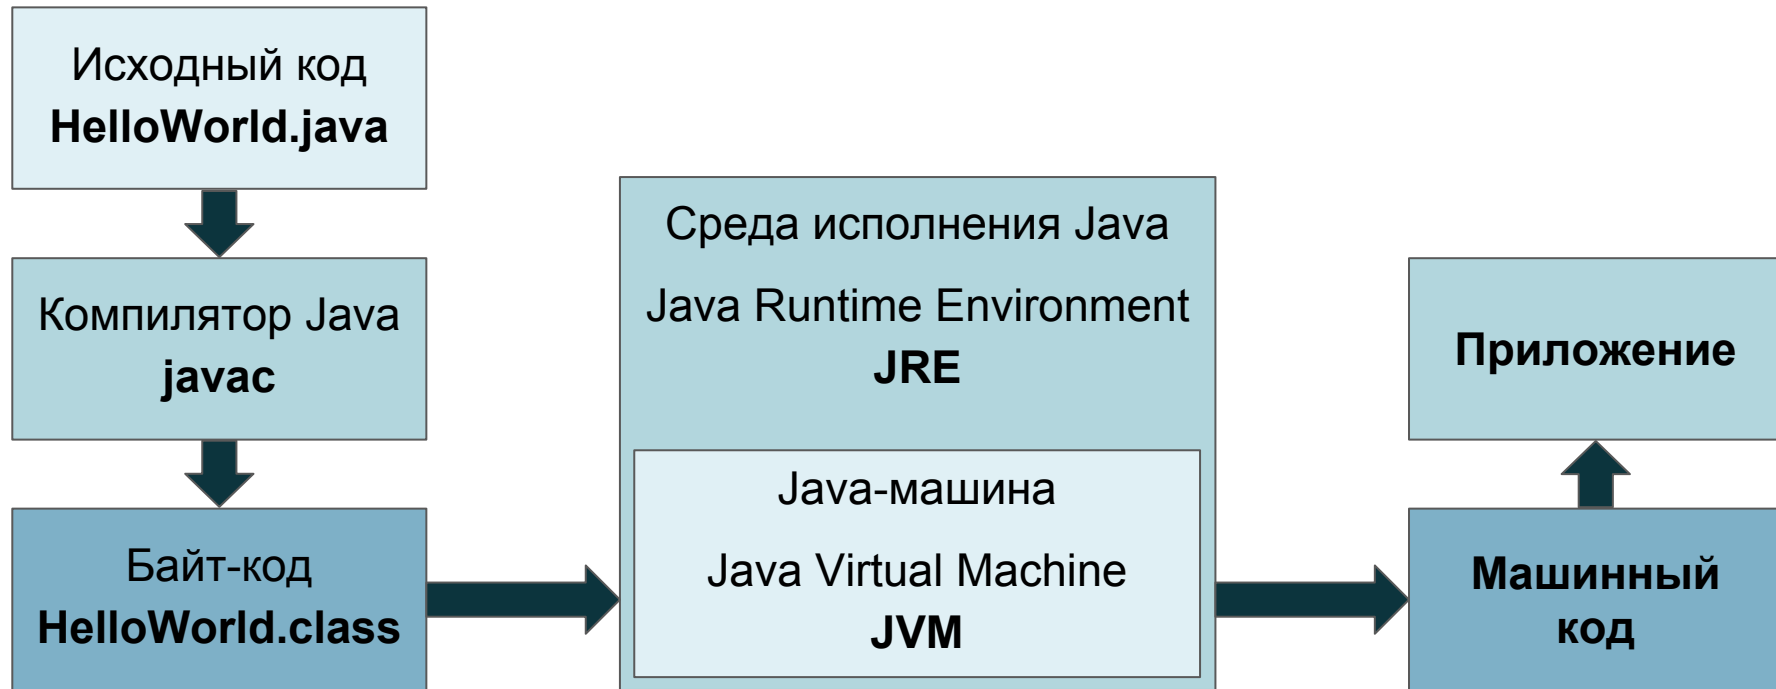 Исходный код
HelloWorld.java
Компилятор Java
javac
Байт-код
HelloWorld.class
Среда исполнения Java
Java Runtime Environment
JRE
Java-машина
Java Virtual Machine
JVM
Приложение
Машинный
код